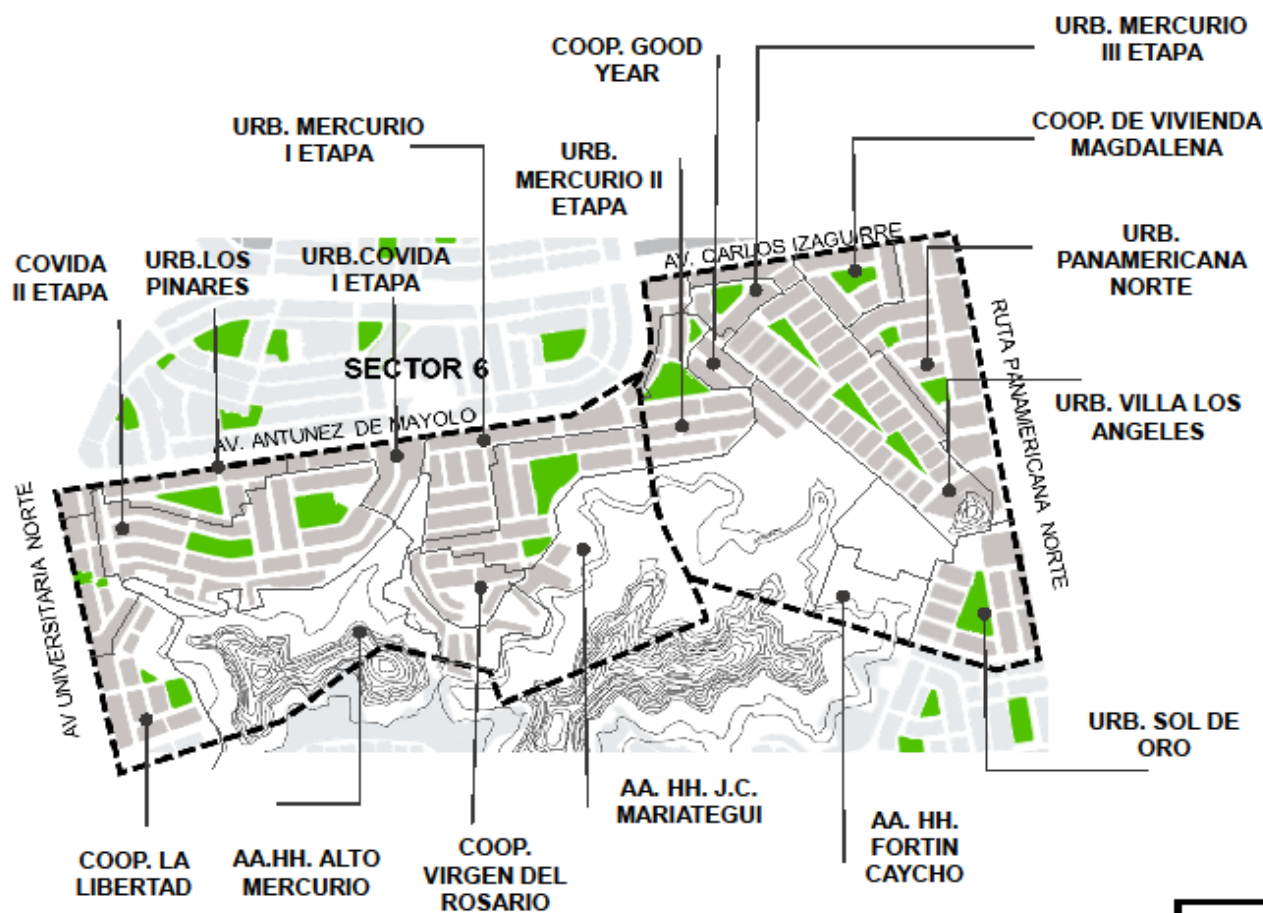 COOP. GOOD
YEAR
URB. MERCURIO
III ETAPA
URB. MERCURIO
I ETAPA
URB.
MERCURIO II
ETAPA
COOP. DE VIVIENDA
MAGDALENA
COVIDA
II ETAPA
URB.LOS
PINARES
URB.COVIDA
I ETAPA
AV. CARLOS IZAGUIRRE
URB.
PANAMERICANA
NORTE
SECTOR 6
RUTA PANAMERICANA NORTE
AV. ANTUNEZ DE MAYOLO
URB. VILLA LOS
ANGELES
AV UNIVERSITARIA NORTE
URB. SOL DE
ORO
AA. HH. J.C.
MARIATEGUI
AA. HH.
FORTIN
CAYCHO
COOP. LA
LIBERTAD
AA.HH. ALTO
MERCURIO
COOP.
VIRGEN DEL
ROSARIO